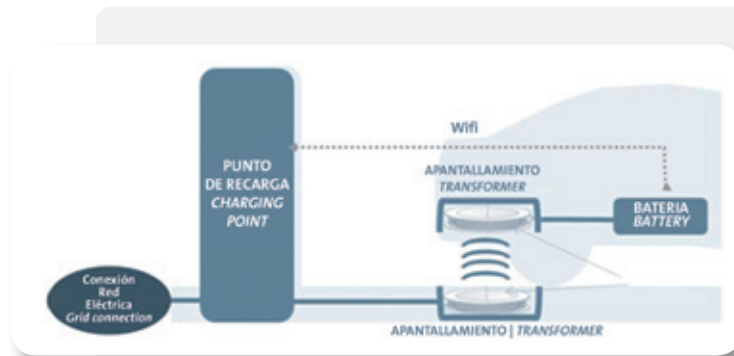 Wifi
PUNTO
DE RECARGA
CHARGING
POINT
APANTALLAMIENTO
TRANSFORMER
BATERIA
BATTERY
Conexión
Red
Eléctrica
Grid connection
APANTALLAMIENTO | TRANSFORMER